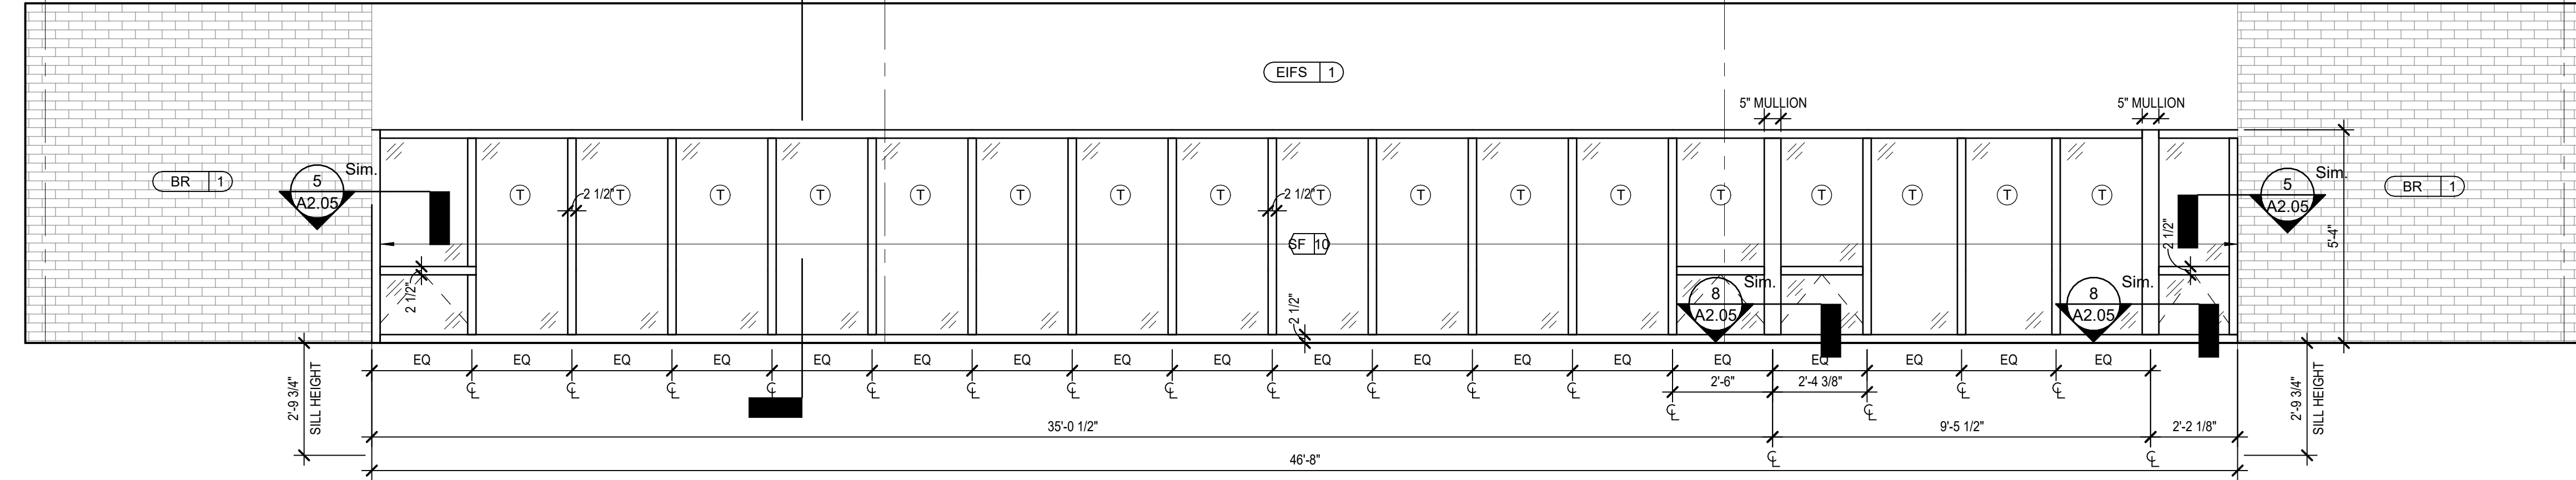 EIFS 1
5" MULLION 5" MULLION
BR 1
5 Sim.
A2.05
T T T T T T T T T T T T T T T T T
2 1/2" 2 1/2"
5 Sim.
A2.05
BR 1
SF 10
2 1/2"
5'-4"
2 1/2"
2 1/2"
8 Sim.
A2.05
8 Sim.
A2.05
EQ EQ EQ EQ EQ EQ EQ EQ EQ EQ EQ EQ EQ EQ EQ EQ EQ EQ
2'-6" 2'-4 3/8"
℄ ℄ ℄ ℄ ℄ ℄ ℄ ℄ ℄ ℄ ℄ ℄ ℄ ℄
℄ ℄
2'-9 3/4"
SILL HEIGHT
2'-9 3/4"
SILL HEIGHT
35'-0 1/2" 9'-5 1/2" 2'-2 1/8"
℄ ℄
46'-8"